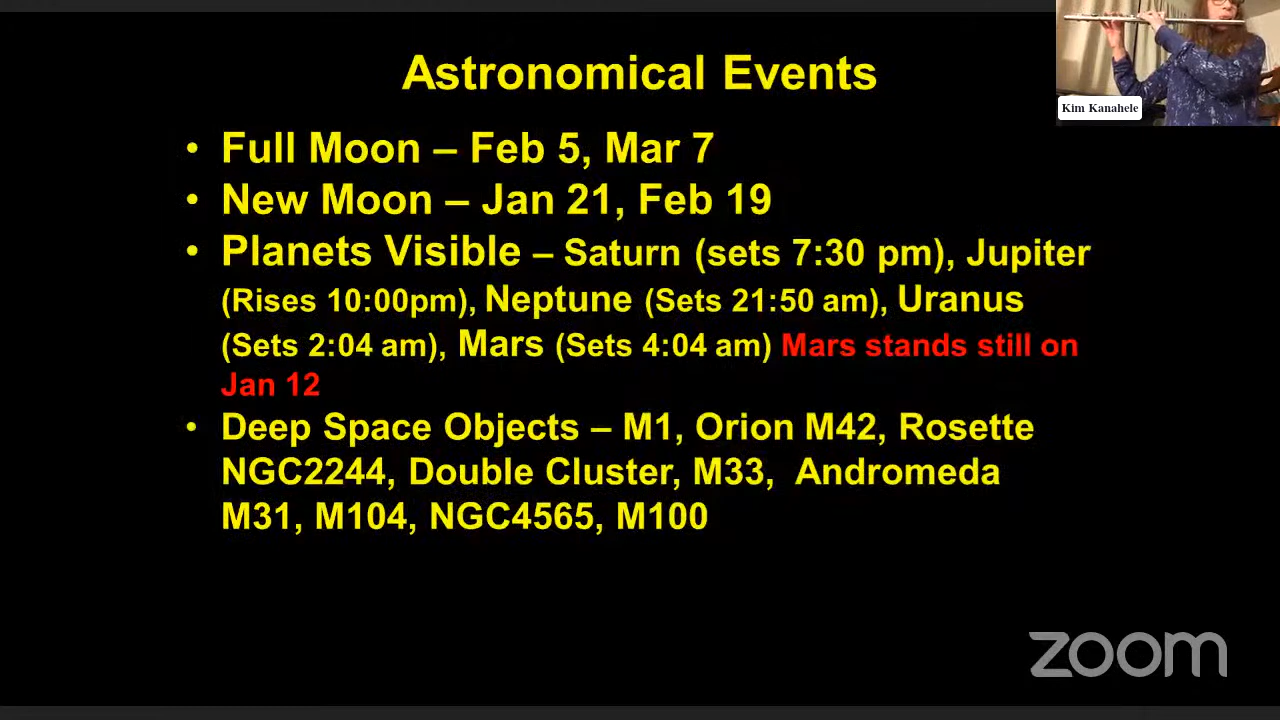 Astronomical Events
Kim Kanahele
• Full Moon – Feb 5, Mar 7
• New Moon – Jan 21, Feb 19
• Planets Visible – Saturn (sets 7:30 pm), Jupiter
(Rises 10:00pm), Neptune (Sets 21:50 am), Uranus
(Sets 2:04 am), Mars (Sets 4:04 am) Mars stands still on
Jan 12
• Deep Space Objects – M1, Orion M42, Rosette
NGC2244, Double Cluster, M33, Andromeda
M31, M104, NGC4565, M100
zoom